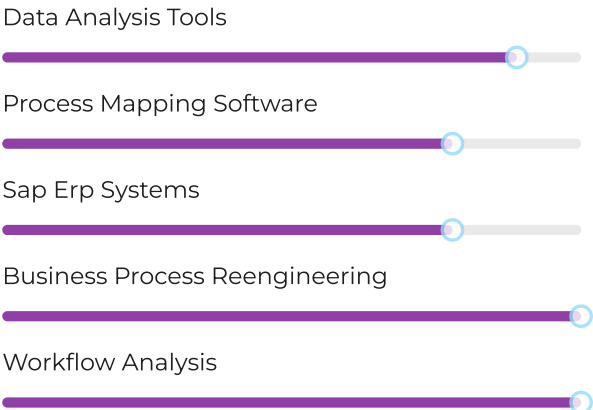 Data Analysis Tools
Process Mapping Software
Sap Erp Systems
Business Process Reengineering
Workflow Analysis